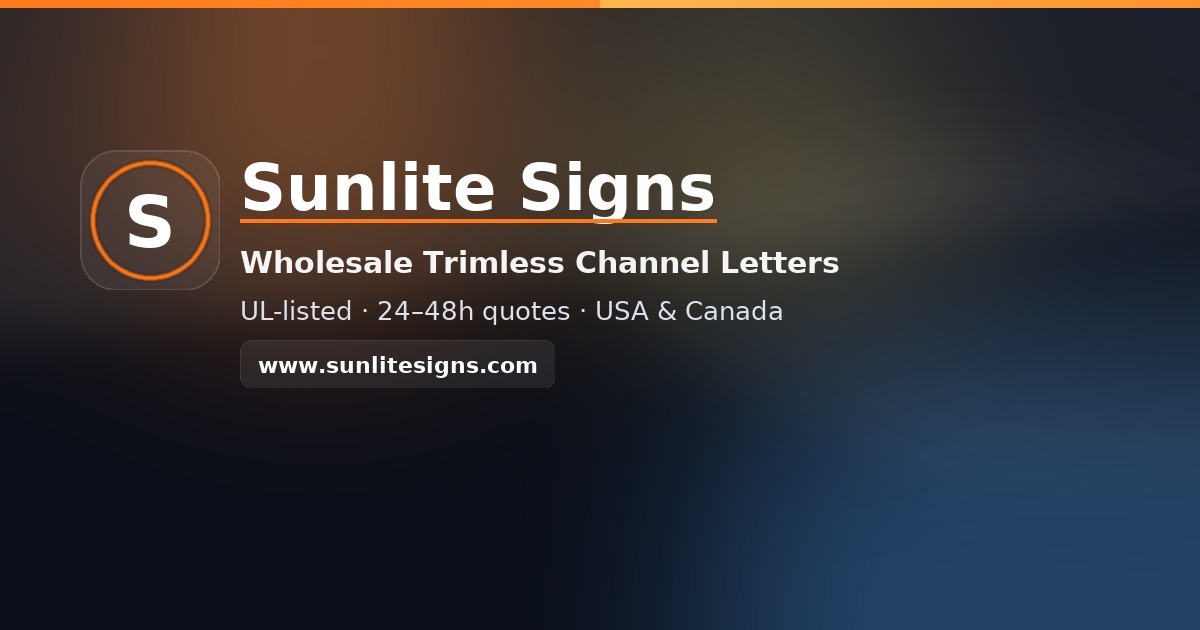 S
Sunlite Signs
Wholesale Trimless Channel Letters
UL-listed · 24–48h quotes · USA & Canada
www.sunlitesigns.com